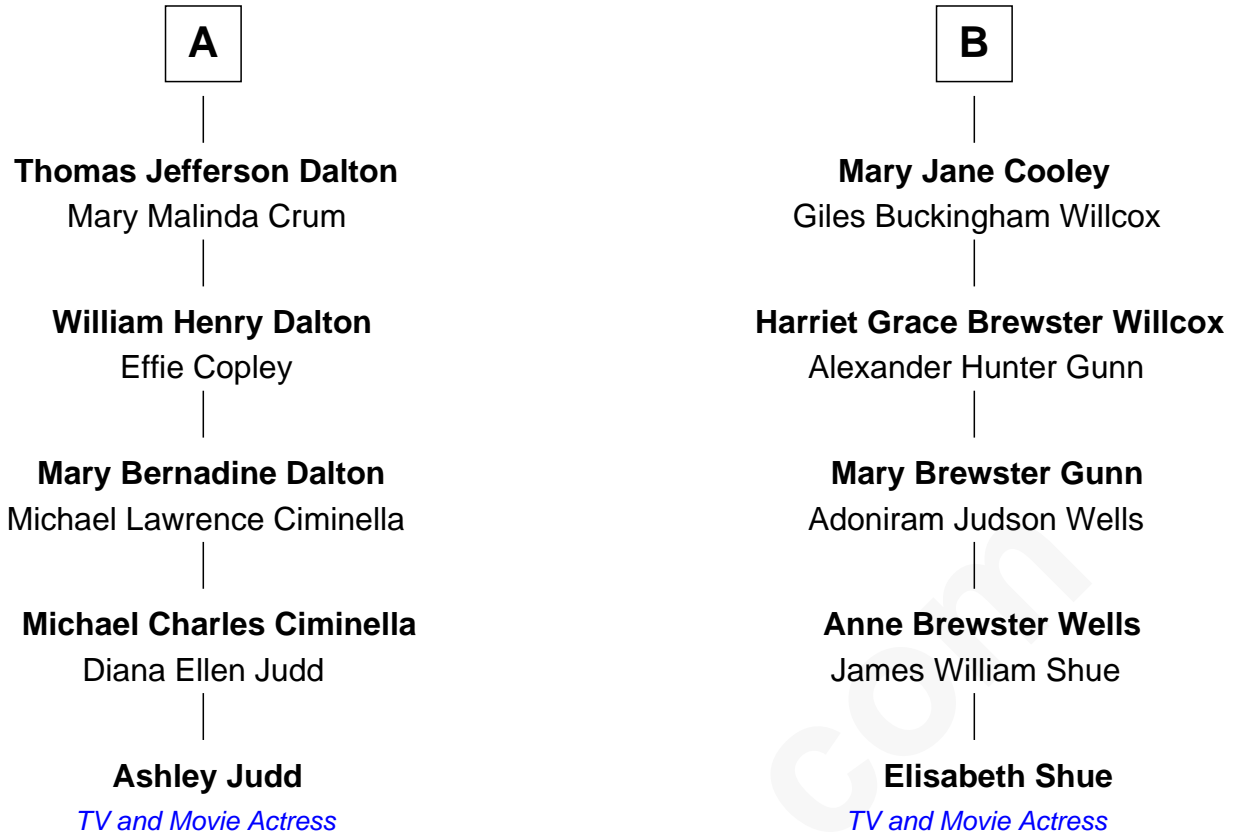 A
Thomas Jefferson Dalton
Mary Malinda Crum
William Henry Dalton
Effie Copley
Mary Bernadine Dalton
Michael Lawrence Ciminella
Michael Charles Ciminella
Diana Ellen Judd
Ashley Judd
TV and Movie Actress
B
Mary Jane Cooley
Giles Buckingham Willcox
Harriet Grace Brewster Willcox
Alexander Hunter Gunn
Mary Brewster Gunn
Adoniram Judson Wells
Anne Brewster Wells
James William Shue
Elisabeth Shue
TV and Movie Actress
com